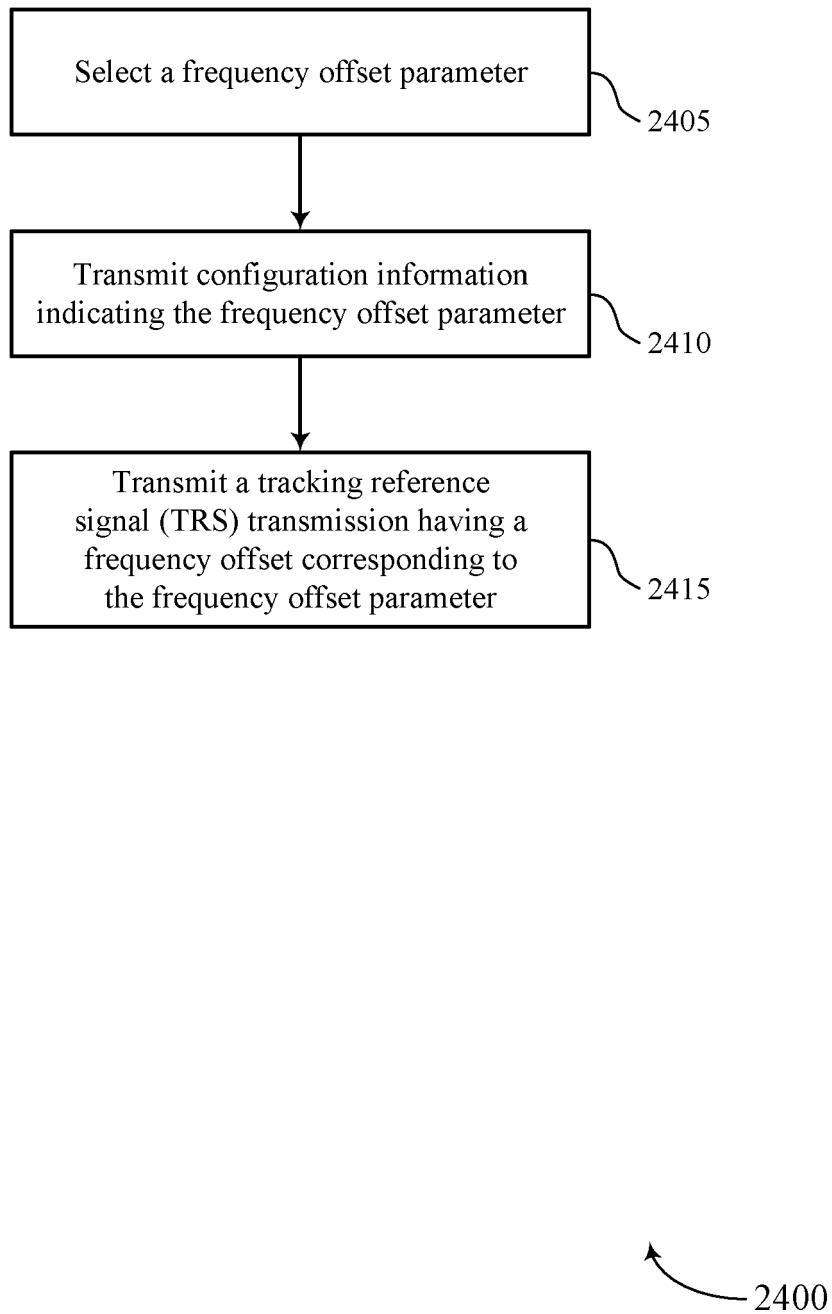 Select a frequency offset parameter
2405
Transmit configuration information
indicating the frequency offset parameter
2410
Transmit a tracking reference
signal (TRS) transmission having a
frequency offset corresponding to
the frequency offset parameter
2415
2400